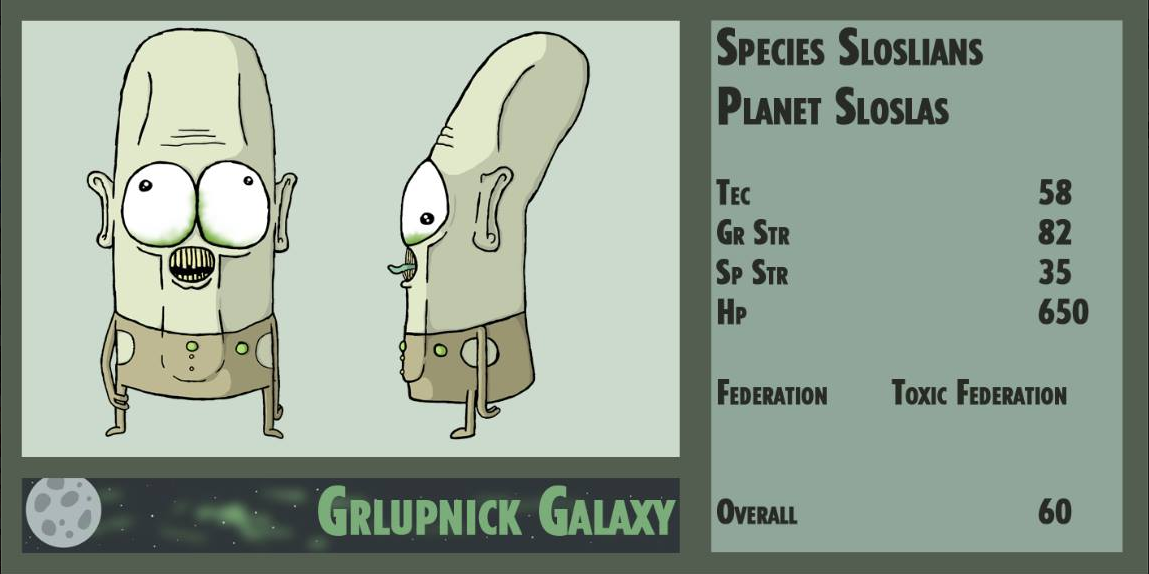 Species Sloslians
Planet Sloslas
Tec 58
Gr Str 82
Sp Str 35
Hp 650
Federation Toxic Federation
Overall 60
Grlupnick Galaxy